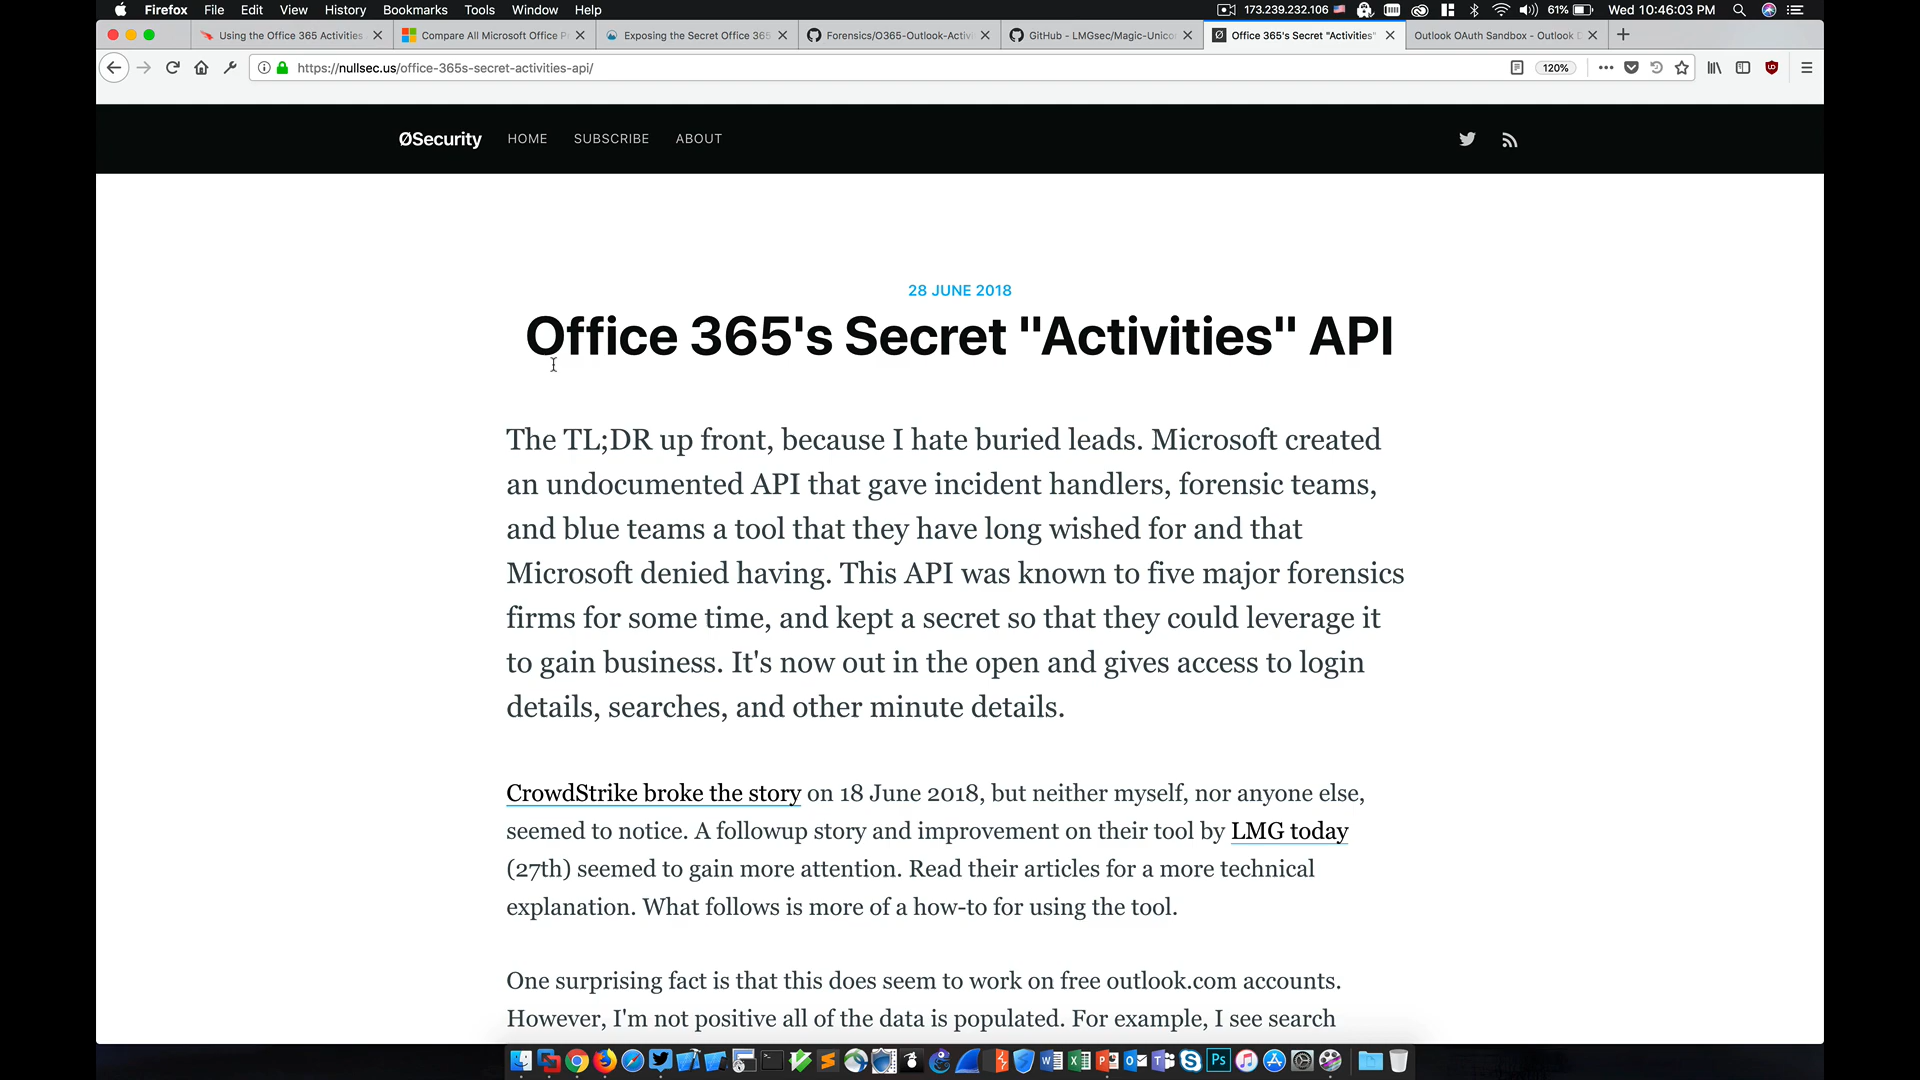 Firefox File Edit View History Bookmarks Tools Window Help 173.239.232.106 61% Wed 10:46:03 PM
Using the Office 365 Activities Compare All Microsoft Office P Exposing the Secret Office 365 Forensics/O365-Outlook-Activi GitHub - LMGsec/Magic-Unico Office 365's Secret "Activities" Outlook OAuth Sandbox - Outlook D
https://nullsec.us/office-365s-secret-activities-api/ 120%
ØSecurity HOME SUBSCRIBE ABOUT
28 JUNE 2018
Office 365's Secret "Activities" API
The TL;DR up front, because I hate buried leads. Microsoft created
an undocumented API that gave incident handlers, forensic teams,
and blue teams a tool that they have long wished for and that
Microsoft denied having. This API was known to five major forensics
firms for some time, and kept a secret so that they could leverage it
to gain business. It's now out in the open and gives access to login
details, searches, and other minute details.
CrowdStrike broke the story on 18 June 2018, but neither myself, nor anyone else,
seemed to notice. A followup story and improvement on their tool by LMG today
(27th) seemed to gain more attention. Read their articles for a more technical
explanation. What follows is more of a how-to for using the tool.
One surprising fact is that this does seem to work on free outlook.com accounts.
However, I'm not positive all of the data is populated. For example, I see search